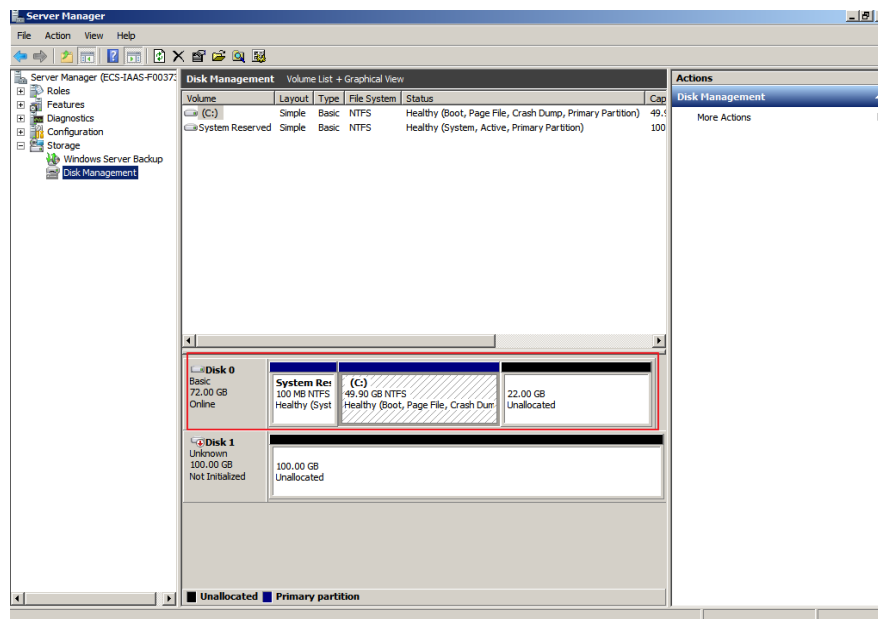 Server Manager
File Action View Help
Server Manager (ECS-IAAS-F0037:
Roles
Features
Diagnostics
Configuration
Storage
Windows Server Backup
Disk Management
Disk Management Volume List + Graphical View
Volume Layout Type File System Status Cap
(C:) Simple Basic NTFS Healthy (Boot, Page File, Crash Dump, Primary Partition) 49.9
System Reserved Simple Basic NTFS Healthy (System, Active, Primary Partition) 100
Disk 0
Basic
72.00 GB
Online
System Res
100 MB NTFS
Healthy (Syst
(C:)
49.90 GB NTFS
Healthy (Boot, Page File, Crash Dum
22.00 GB
Unallocated
Disk 1
Unknown
100.00 GB
Not Initialized
100.00 GB
Unallocated
Unallocated Primary partition
Actions
Disk Management
More Actions